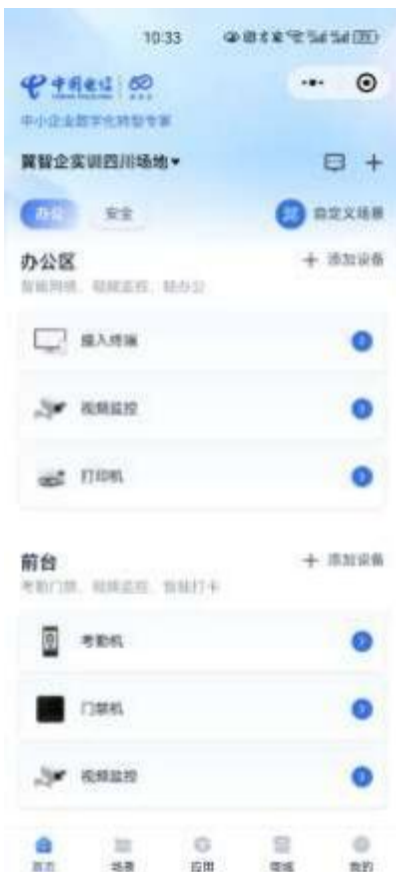 10:33
中国电信
中小企业数字化转型专家
翼智企实训四川场地▾
办公 安全 自定义场景
办公区 + 添加设备
智能网络、视频监控、轻办公
接入终端
视频监控
打印机
前台 + 添加设备
考勤门禁、视频监控、智能打卡
考勤机
门禁机
视频监控
首页 场景 应用 商城 我的